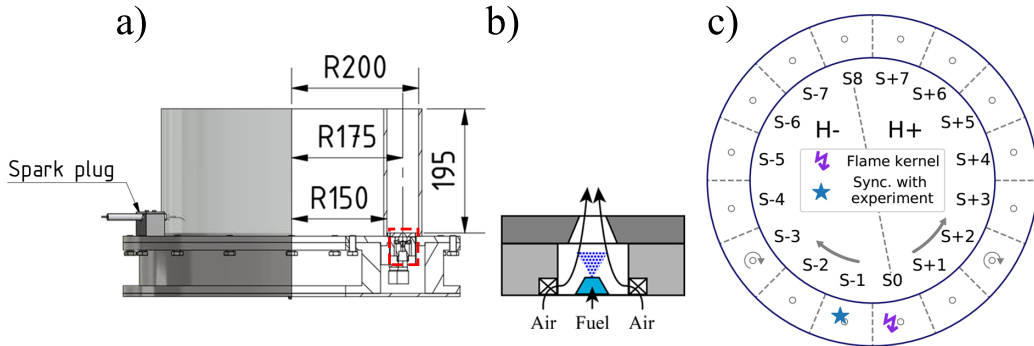 a)
R200
R175
R150
195
Spark plug
b)
Air
Fuel
Air
c)
S8
S+7
S-7
S+6
S-6
H-
H+
S+5
S-5
Flame kernel
S+4
Sync. with
experiment
S-4
S+3
S-3
S+2
S-2
S-1
S0
S+1